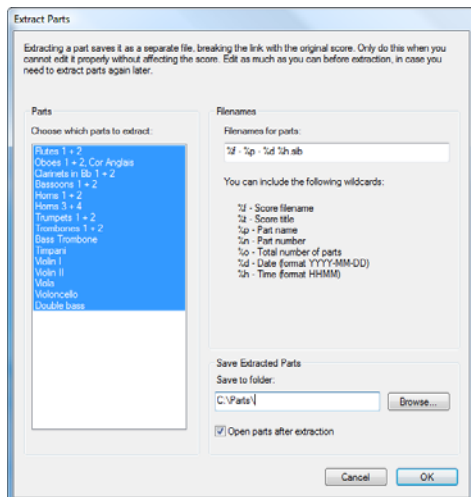 Extract Parts
Extracting a part saves it as a separate file, breaking the link with the original score. Only do this when you
cannot edit it properly without affecting the score. Edit as much as you can before extraction, in case you
need to extract parts again later.
Parts
Choose which parts to extract:
Flutes 1 + 2
Oboes 1 + 2, Cor Anglais
Clarinets in Bb 1 + 2
Bassoons 1 + 2
Horns 1 + 2
Horns 3 + 4
Trumpets 1 + 2
Trombones 1 + 2
Bass Trombone
Timpani
Violin I
Violin II
Viola
Violoncello
Double bass
Filenames
Filenames for parts:
%f - %p - %d %h.sib
You can include the following wildcards:
%f - Score filename
%t - Score title
%p - Part name
%n - Part number
%o - Total number of parts
%d - Date (format YYYY-MM-DD)
%h - Time (format HHMM)
Save Extracted Parts
Save to folder:
C:\Parts\
Browse...
Open parts after extraction
Cancel
OK